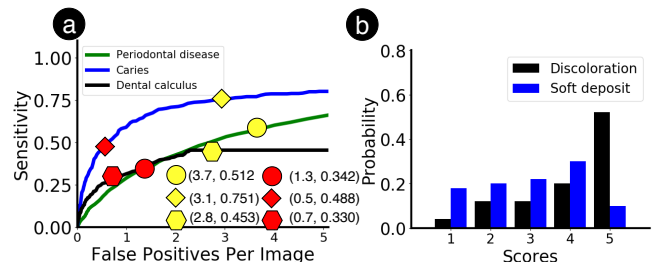 a
b
Periodontal disease
Caries
Dental calculus
Sensitivity
1.00
0.75
0.50
0.25
0.00
(3.7, 0.512
(1.3, 0.342)
(3.1, 0.751)
(0.5, 0.488)
(2.8, 0.453)
(0.7, 0.330)
0 1 2 3 4 5
False Positives Per Image
Discoloration
Soft deposit
Probability
0.8
0.6
0.4
0.2
0.0
1 2 3 4 5
Scores